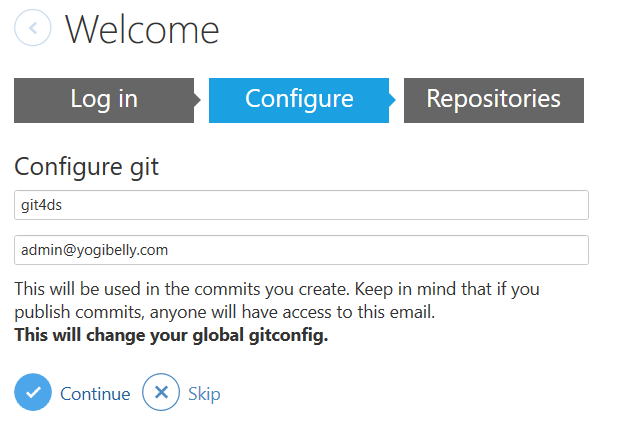 Welcome
Log in
Configure
Repositories
Configure git
git4ds
admin@yogibelly.com
This will be used in the commits you create. Keep in mind that if you
publish commits, anyone will have access to this email.
This will change your global gitconfig.
Continue
Skip